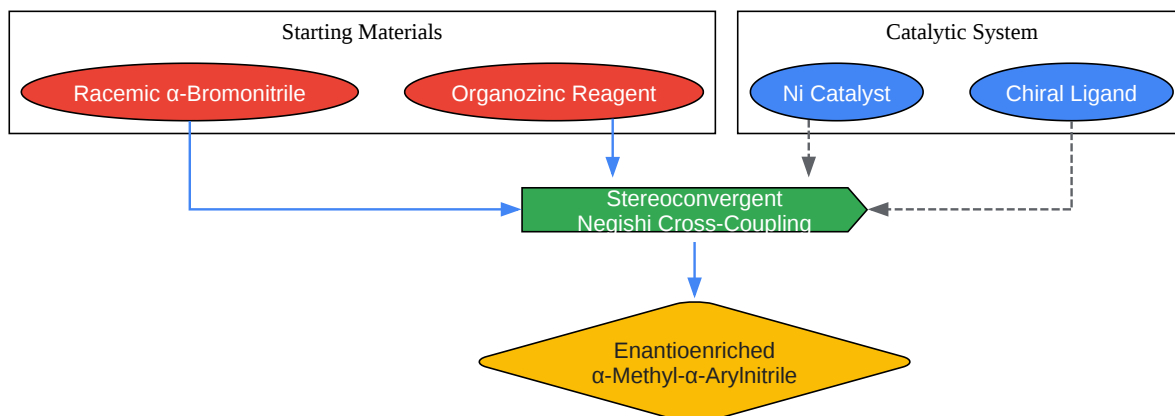 Starting Materials
Catalytic System
Racemic α-Bromonitrile
Organozinc Reagent
Ni Catalyst
Chiral Ligand
Stereoconvergent
Negishi Cross-Coupling
Enantioenriched
α-Methyl-α-Arylnitrile